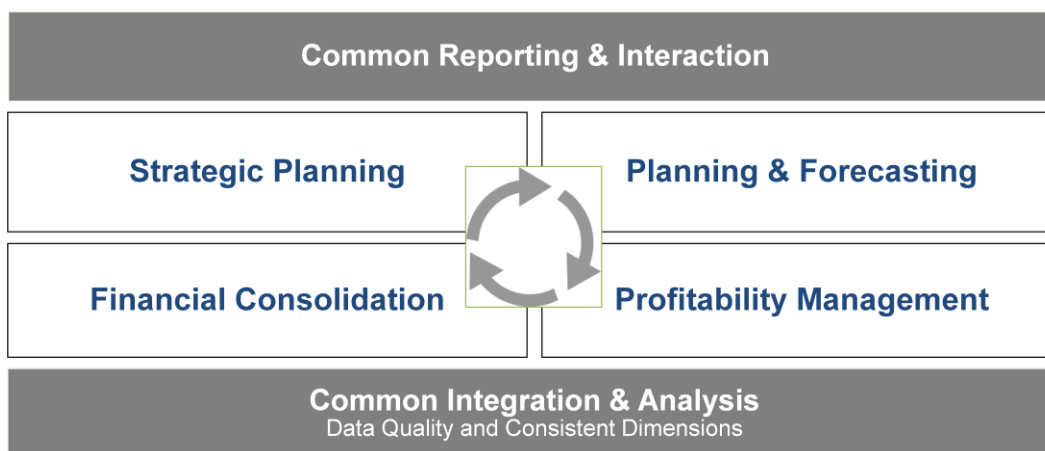 Common Reporting & Interaction
Strategic Planning
Planning & Forecasting
Financial Consolidation
Profitability Management
Common Integration & Analysis
Data Quality and Consistent Dimensions